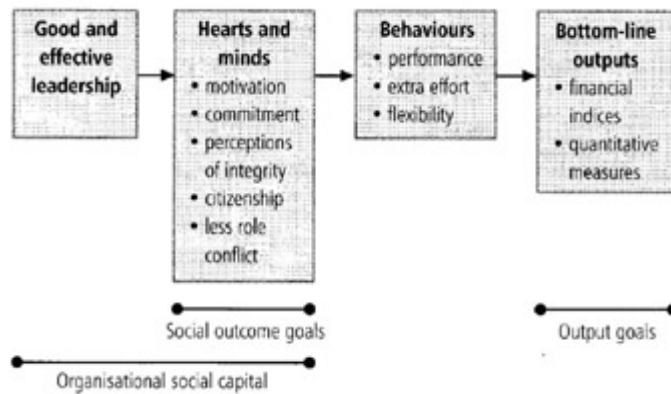 Good and
effective
leadership
Hearts and
minds
• motivation
• commitment
• perceptions
of integrity
• citizenship
• less role
conflict
Behaviours
• performance
• extra effort
• flexibility
Bottom-line
outputs
• financial
indices
• quantitative
measures
Social outcome goals
Output goals
Organisational social capital